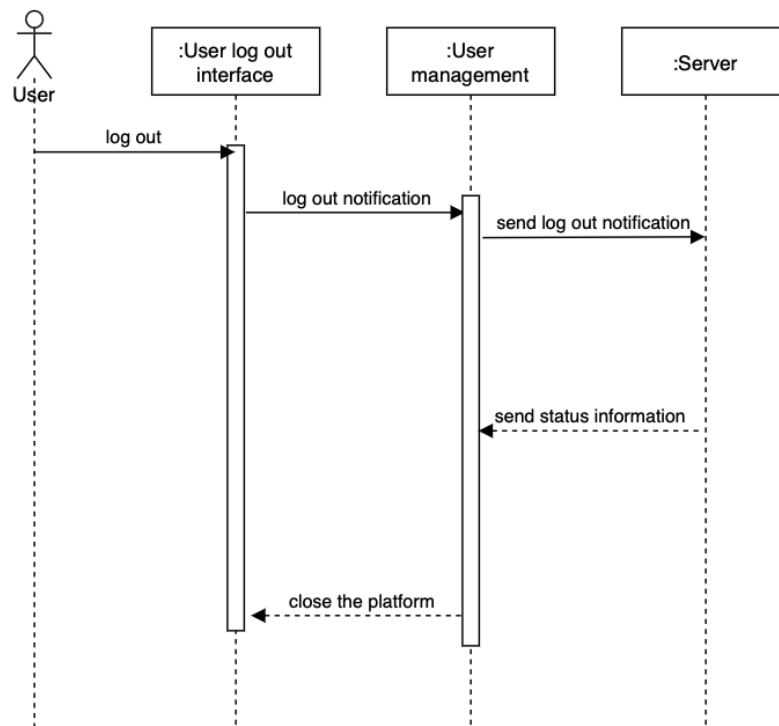 User
:User log out
interface
:User
management
:Server
log out
log out notification
send log out notification
send status information
close the platform